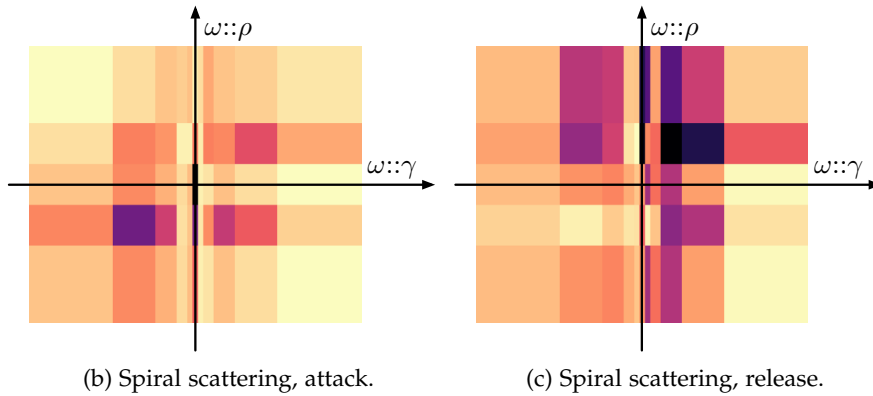 ω::ρ
ω::ρ
ω::γ
ω::γ
(b) Spiral scattering, attack.
(c) Spiral scattering, release.